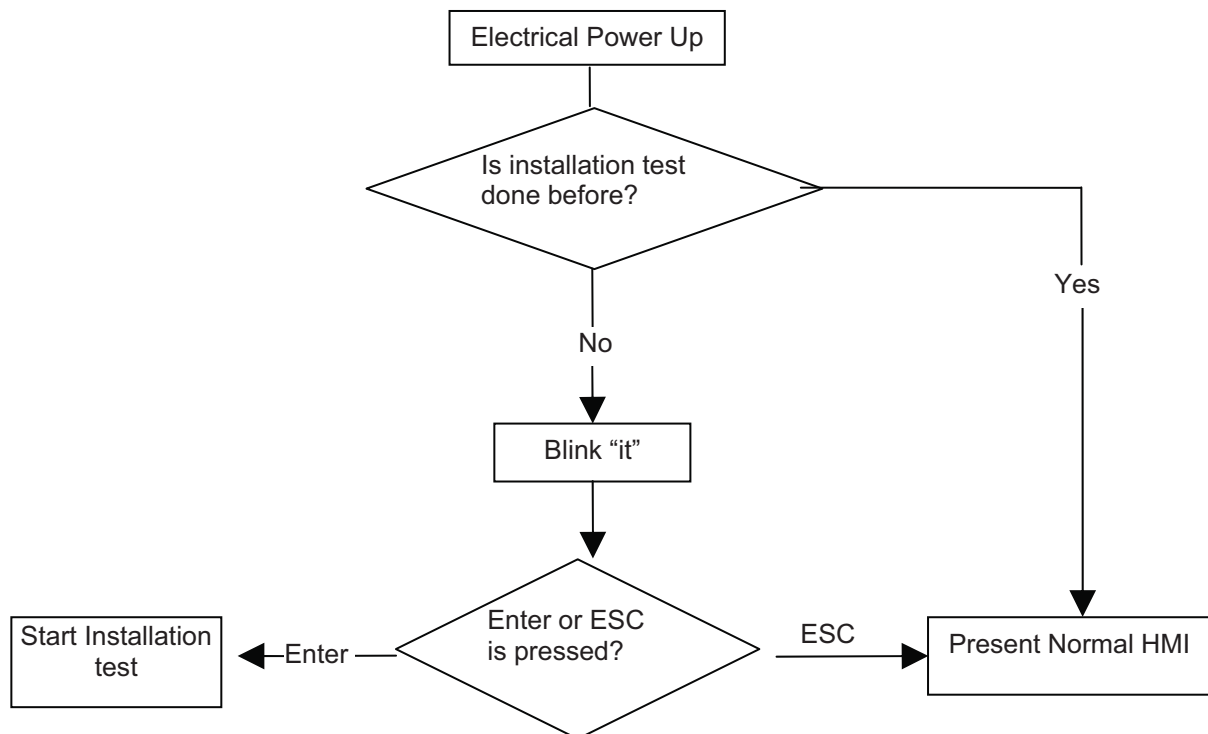 Electrical Power Up
Is installation test
done before?
Yes
No
Blink “it”
Enter or ESC
is pressed?
Start Installation
test
Enter
ESC
Present Normal HMI